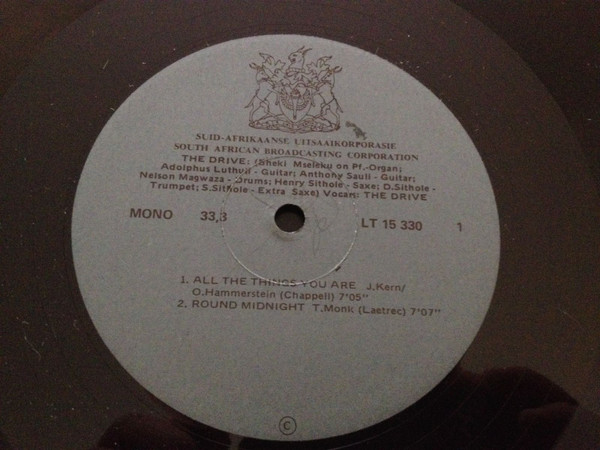 SUID-AFRIKAANSE UITSAAIKORPORASIE
SOUTH AFRICAN BROADCASTING CORPORATION
THE DRIVE: (Bheki Mseleku on Pf.-Organ;
Adolphus Luthuli - Guitar; Anthony Sauli - Guitar;
Nelson Magwaza - Drums; Henry Sithole - Saxe; D.Sithole -
Trumpet; S.Sithole - Extra Saxe) Vocals: THE DRIVE
MONO 33,3 LT 15 330 1
1. ALL THE THINGS YOU ARE J.Kern/
O.Hammerstein (Chappell) 7'05"
2. ROUND MIDNIGHT T.Monk (Laetrec) 7'07"
©